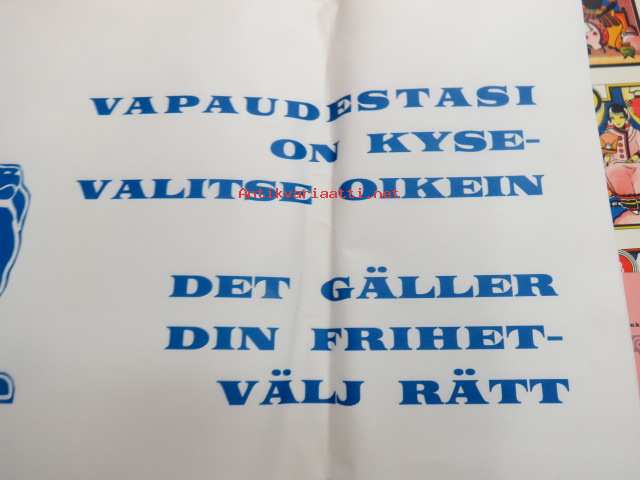 VAPAUDESTASI
ON KYSE-
VALITSE OIKEIN
Antikvariaatti.net
DET GÄLLER
DIN FRIHET-
VÄLJ RÄTT